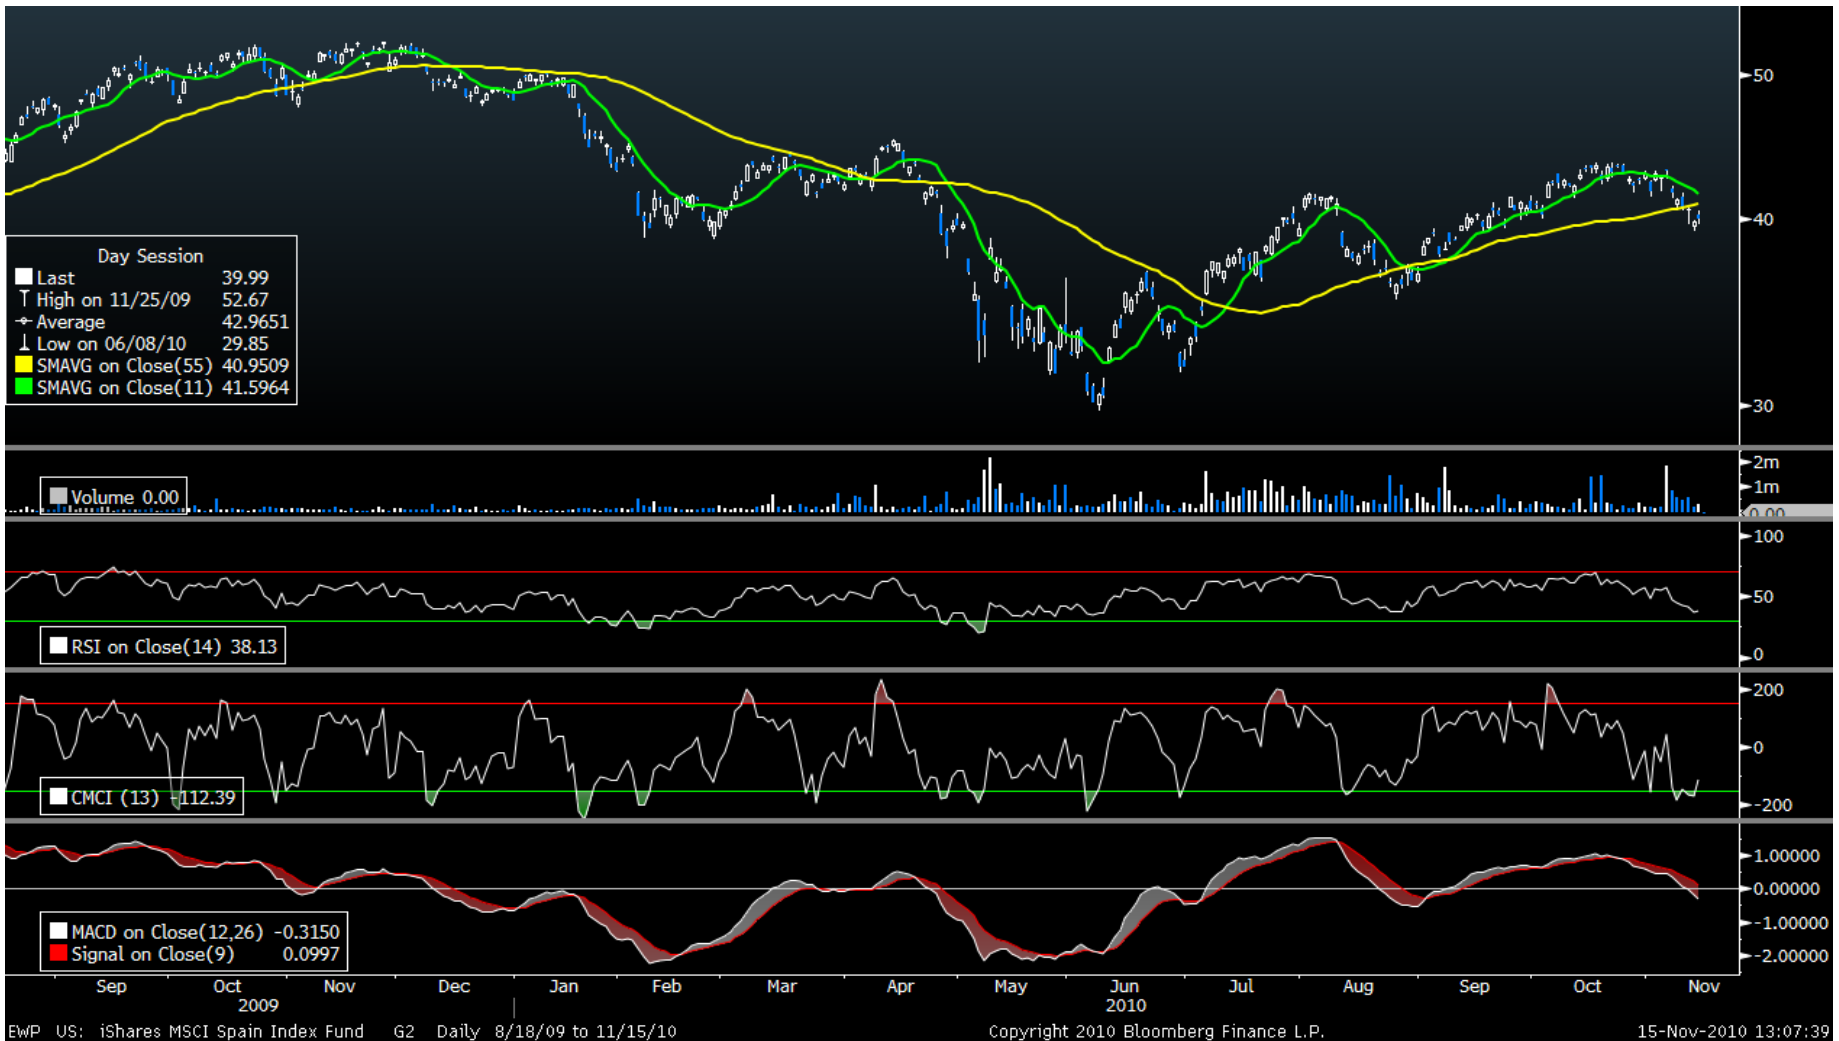 50
40
30
Day Session
Last 39.99
High on 11/25/09 52.67
Average 42.9651
Low on 06/08/10 29.85
SMAVG on Close(55) 40.9509
SMAVG on Close(11) 41.5964
2m
1m
0.00
Volume 0.00
100
50
0
RSI on Close(14) 38.13
200
0
-200
CMCI (13) -112.39
1.00000
0.00000
-1.00000
-2.00000
MACD on Close(12,26) -0.3150
Signal on Close(9) 0.0997
Sep Oct Nov Dec Jan Feb Mar Apr May Jun Jul Aug Sep Oct Nov
2009 2010
EWP US: iShares MSCI Spain Index Fund G2 Daily 8/18/09 to 11/15/10 Copyright 2010 Bloomberg Finance L.P. 15-Nov-2010 13:07:39